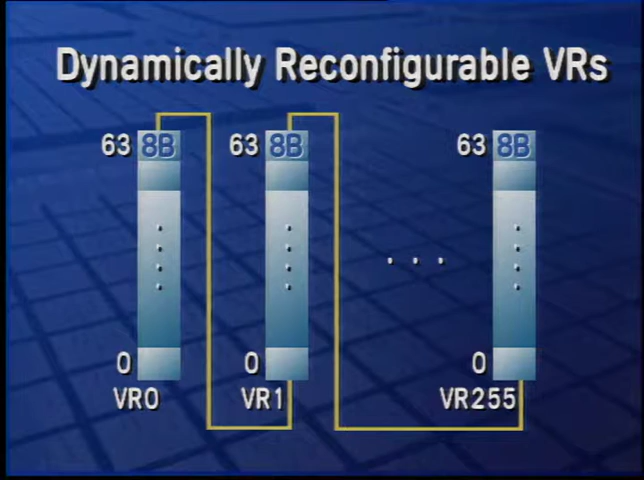 Dynamically Reconfigurable VRs
63 8B 63 8B 63 8B
. . .
0 0 0
VR0 VR1 VR255